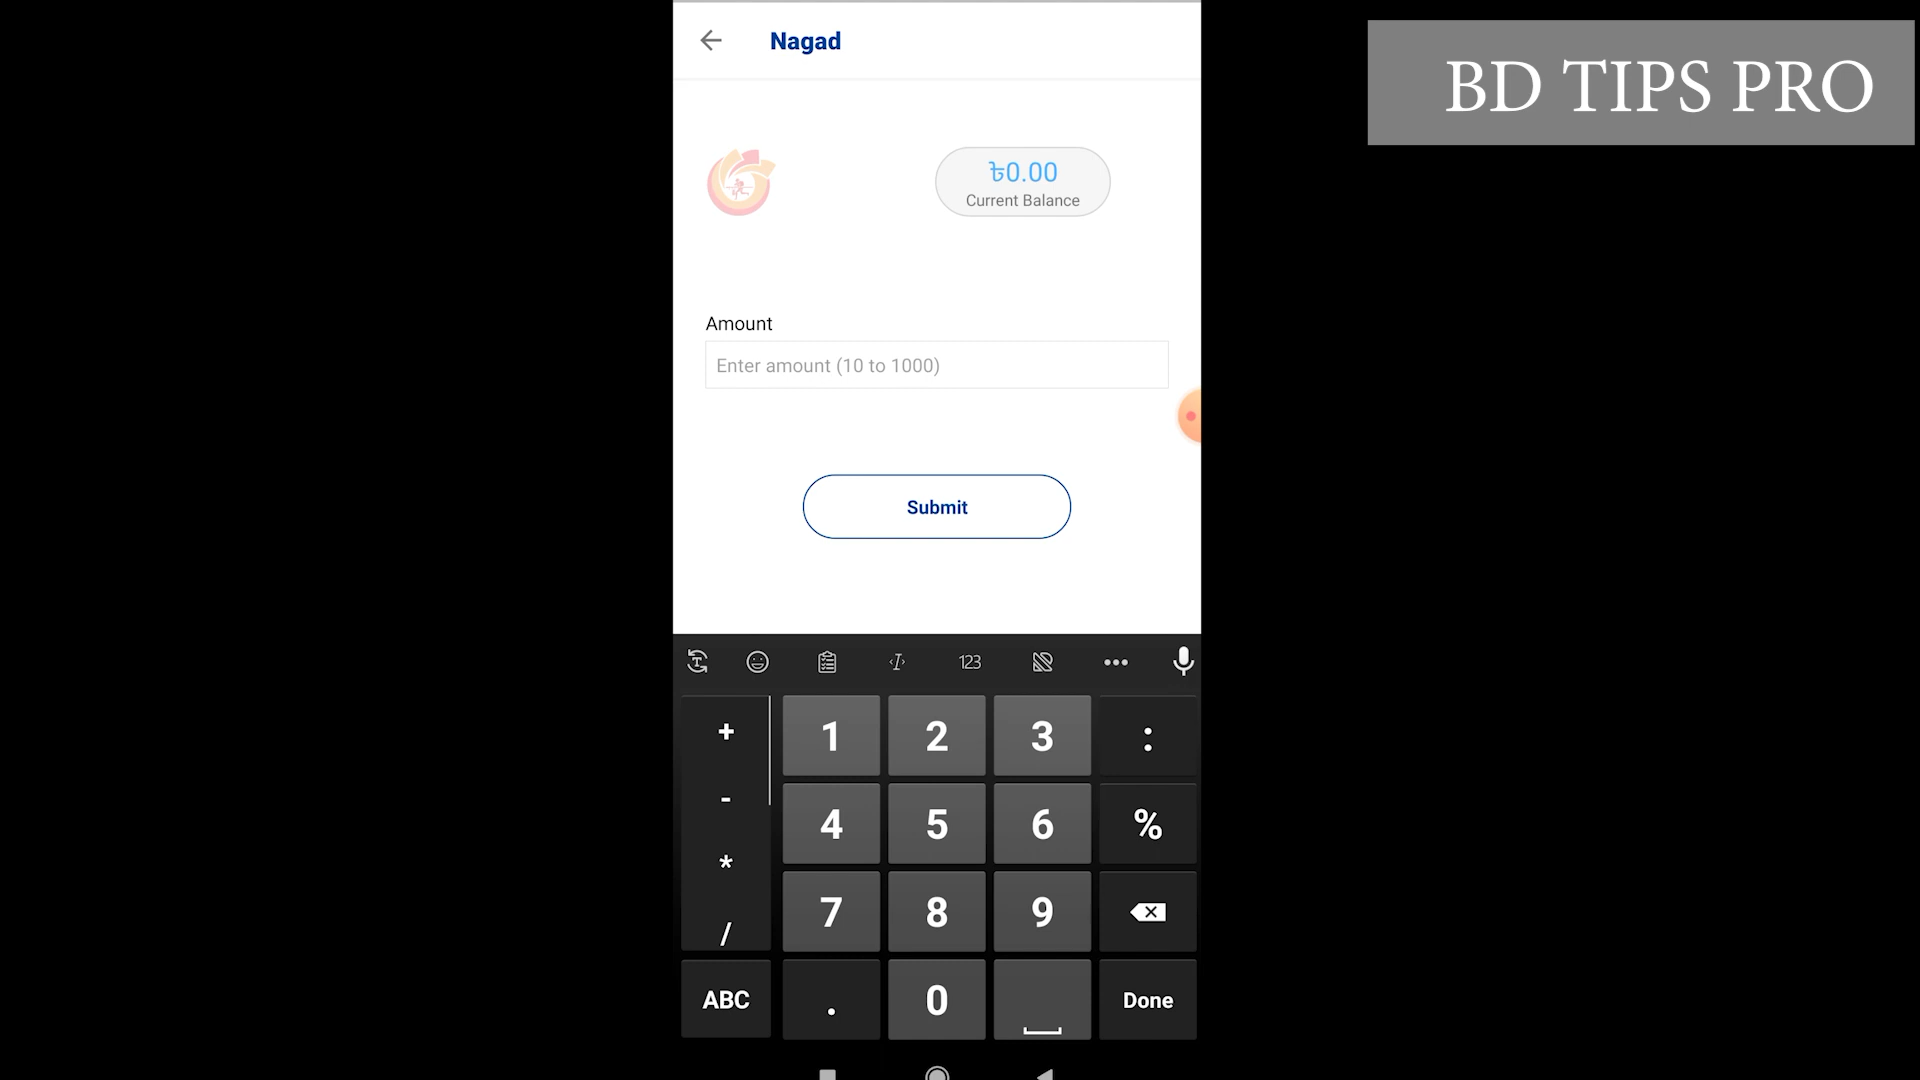 Nagad
BD TIPS PRO
৳0.00
Current Balance
Amount
Enter amount (10 to 1000)
Submit
123
+ 1 2 3 :
- 4 5 6 %
* 7 8 9
/
ABC . 0 Done